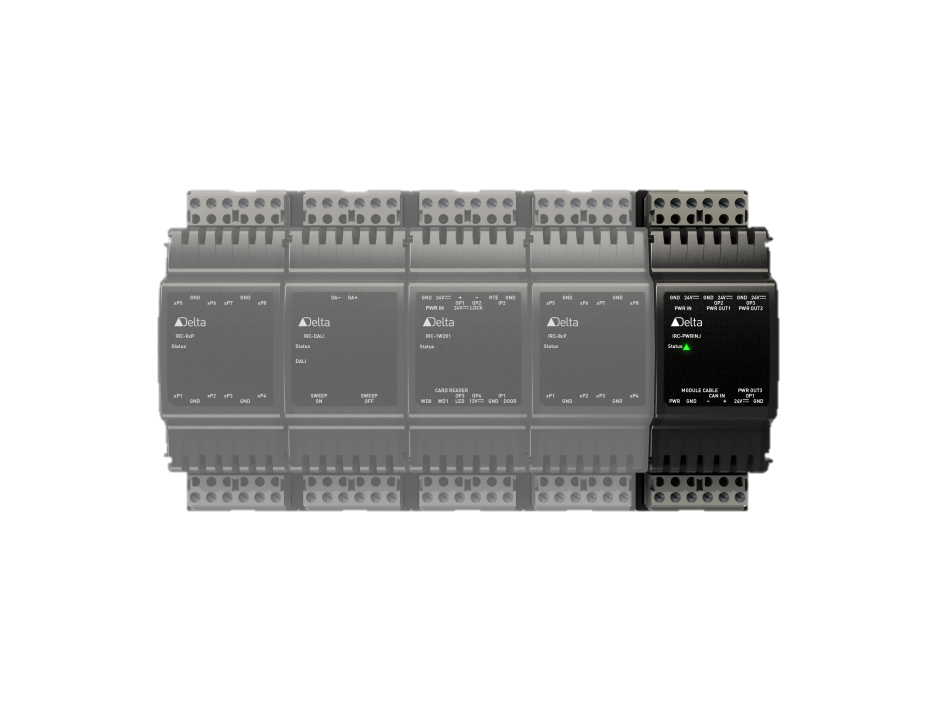 GND GND
xP5 xP6 xP7 xP8
Delta
IRC-8xP
Status
xP1 xP2 xP3 xP4
GND GND
DA- DA+
Delta
IRC-DALI
Status
DALI
SWEEP SWEEP
ON OFF
GND 24V⎓ + - RTE GND
OP1 OP2 IP2
PWR IN 24V⎓ LOCK
Delta
IRC-1W201
Status
CARD READER
OP3 OP4 IP1
WD0 WD1 LED 12V⎓ GND DOOR
GND GND
xP5 xP6 xP7 xP8
Delta
IRC-8xP
Status
xP1 xP2 xP3 xP4
GND GND
GND 24V⎓ GND 24V⎓ GND 24V⎓
OP2 OP3
PWR IN PWR OUT1 PWR OUT2
Delta
IRC-PWRINJ
Status
MODULE CABLE PWR OUT3
CAN IN OP1
PWR GND - + 24V⎓ GND